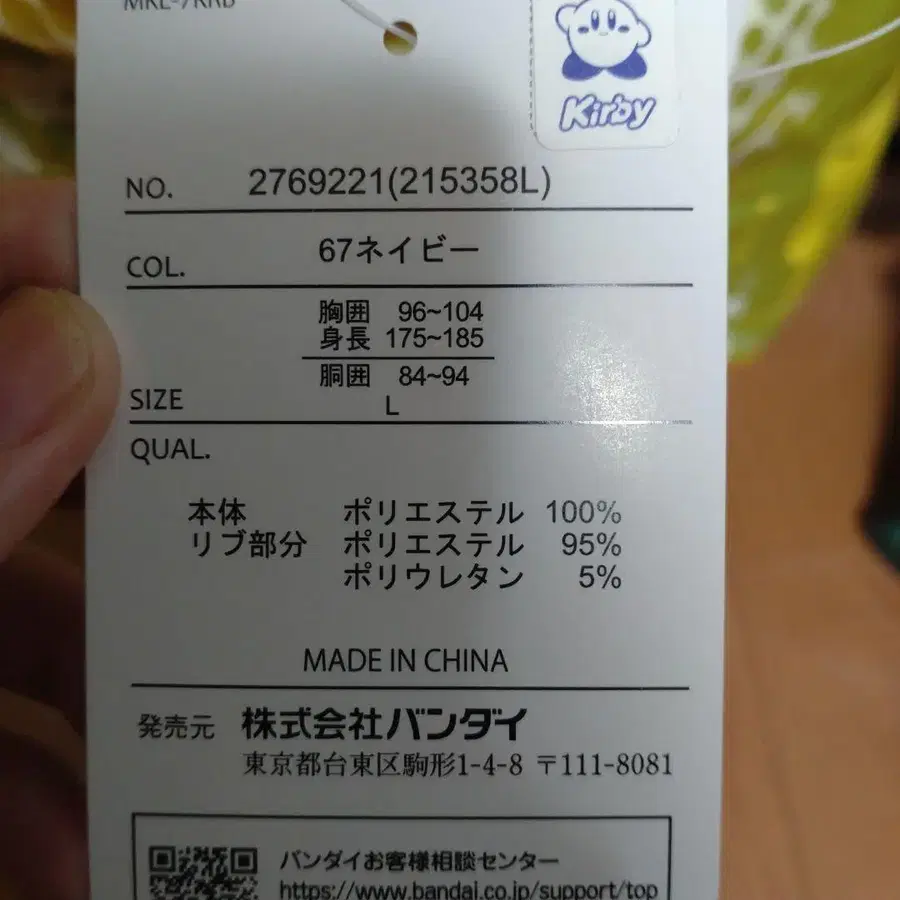 Kirby
NO. 2769221(215358L)
COL. 67ネイビー
胸囲 96~104
身長 175~185
胴囲 84~94
SIZE L
QUAL.
本体 ポリエステル 100%
リブ部分 ポリエステル 95%
ポリウレタン 5%
MADE IN CHINA
発売元 株式会社バンダイ
東京都台東区駒形1-4-8 〒111-8081
バンダイお客様相談センター
https://www.bandai.co.jp/support/top